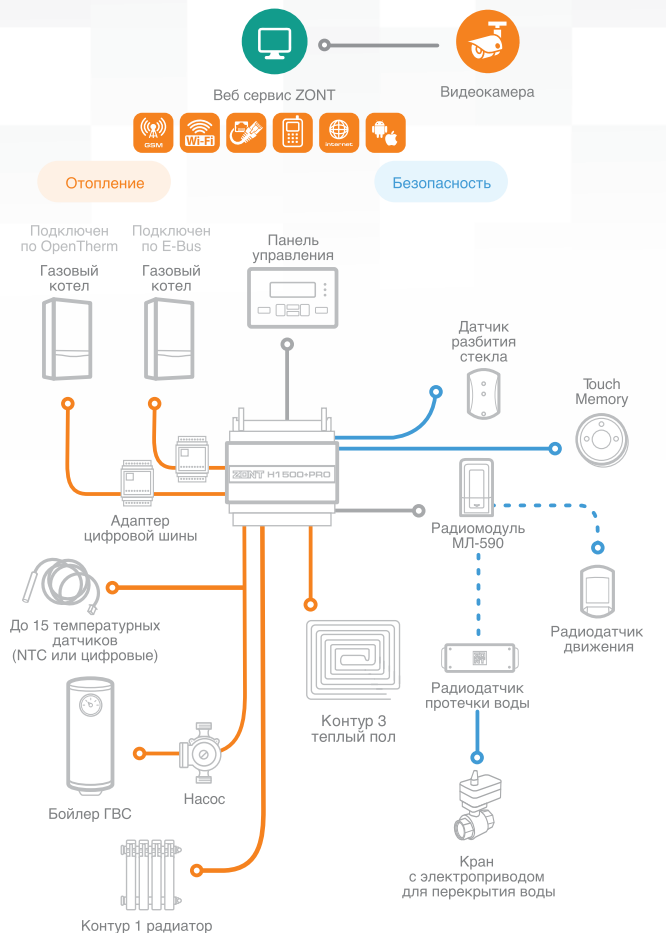 Веб сервис ZONT
Видеокамера
GSM
Wi-Fi
internet
Отопление
Безопасность
Подключен
по OpenTherm
Газовый
котел
Подключен
по E-Bus
Газовый
котел
Панель
управления
Датчик
разбития
стекла
Touch
Memory
ZONT H1500+PRO
Адаптер
цифровой шины
Радиомодуль
МЛ-590
До 15 температурных
датчиков
(NTC или цифровые)
Радиодатчик
движения
Контур 3
теплый пол
Радиодатчик
протечки воды
Насос
Бойлер ГВС
Кран
с электроприводом
для перекрытия воды
Контур 1 радиатор